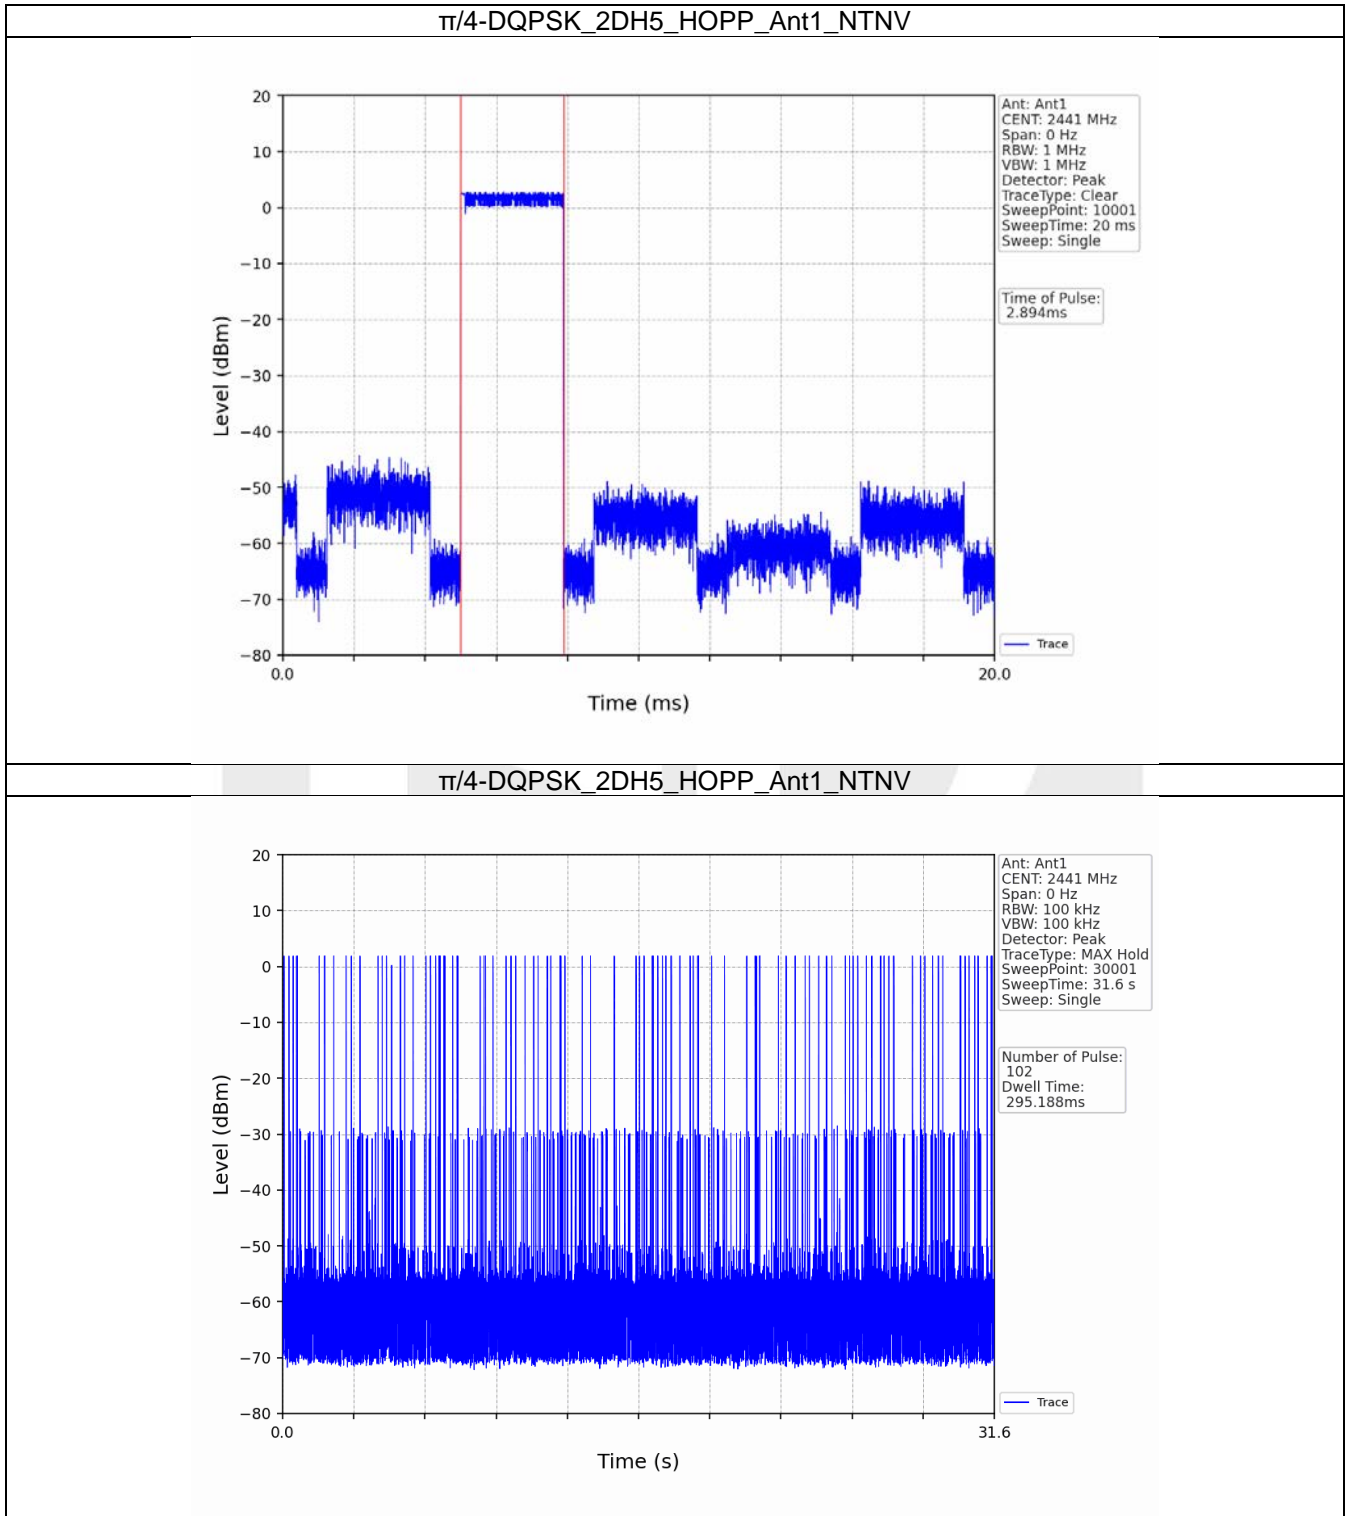 π/4-DQPSK_2DH5_HOPP_Ant1_NTNV
20
10
0
−10
−20
−30
−40
−50
−60
−70
−80
Level (dBm)
0.0
20.0
Time (ms)
Ant: Ant1
CENT: 2441 MHz
Span: 0 Hz
RBW: 1 MHz
VBW: 1 MHz
Detector: Peak
TraceType: Clear
SweepPoint: 10001
SweepTime: 20 ms
Sweep: Single
Time of Pulse:
2.894ms
Trace
π/4-DQPSK_2DH5_HOPP_Ant1_NTNV
20
10
0
−10
−20
−30
−40
−50
−60
−70
−80
Level (dBm)
0.0
31.6
Time (s)
Ant: Ant1
CENT: 2441 MHz
Span: 0 Hz
RBW: 100 kHz
VBW: 100 kHz
Detector: Peak
TraceType: MAX Hold
SweepPoint: 30001
SweepTime: 31.6 s
Sweep: Single
Number of Pulse:
102
Dwell Time:
295.188ms
Trace